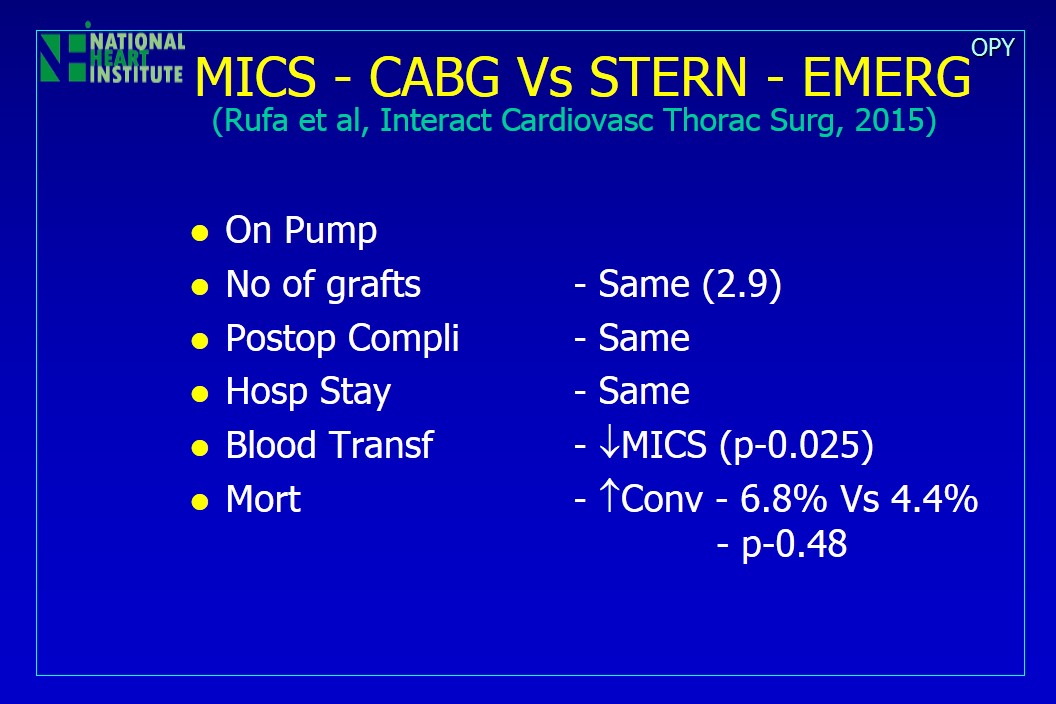 NATIONAL
HEART
INSTITUTE
OPY
MICS - CABG Vs STERN - EMERG
(Rufa et al, Interact Cardiovasc Thorac Surg, 2015)
● On Pump
● No of grafts - Same (2.9)
● Postop Compli - Same
● Hosp Stay - Same
● Blood Transf - ↓MICS (p-0.025)
● Mort - ↑Conv - 6.8% Vs 4.4%
- p-0.48